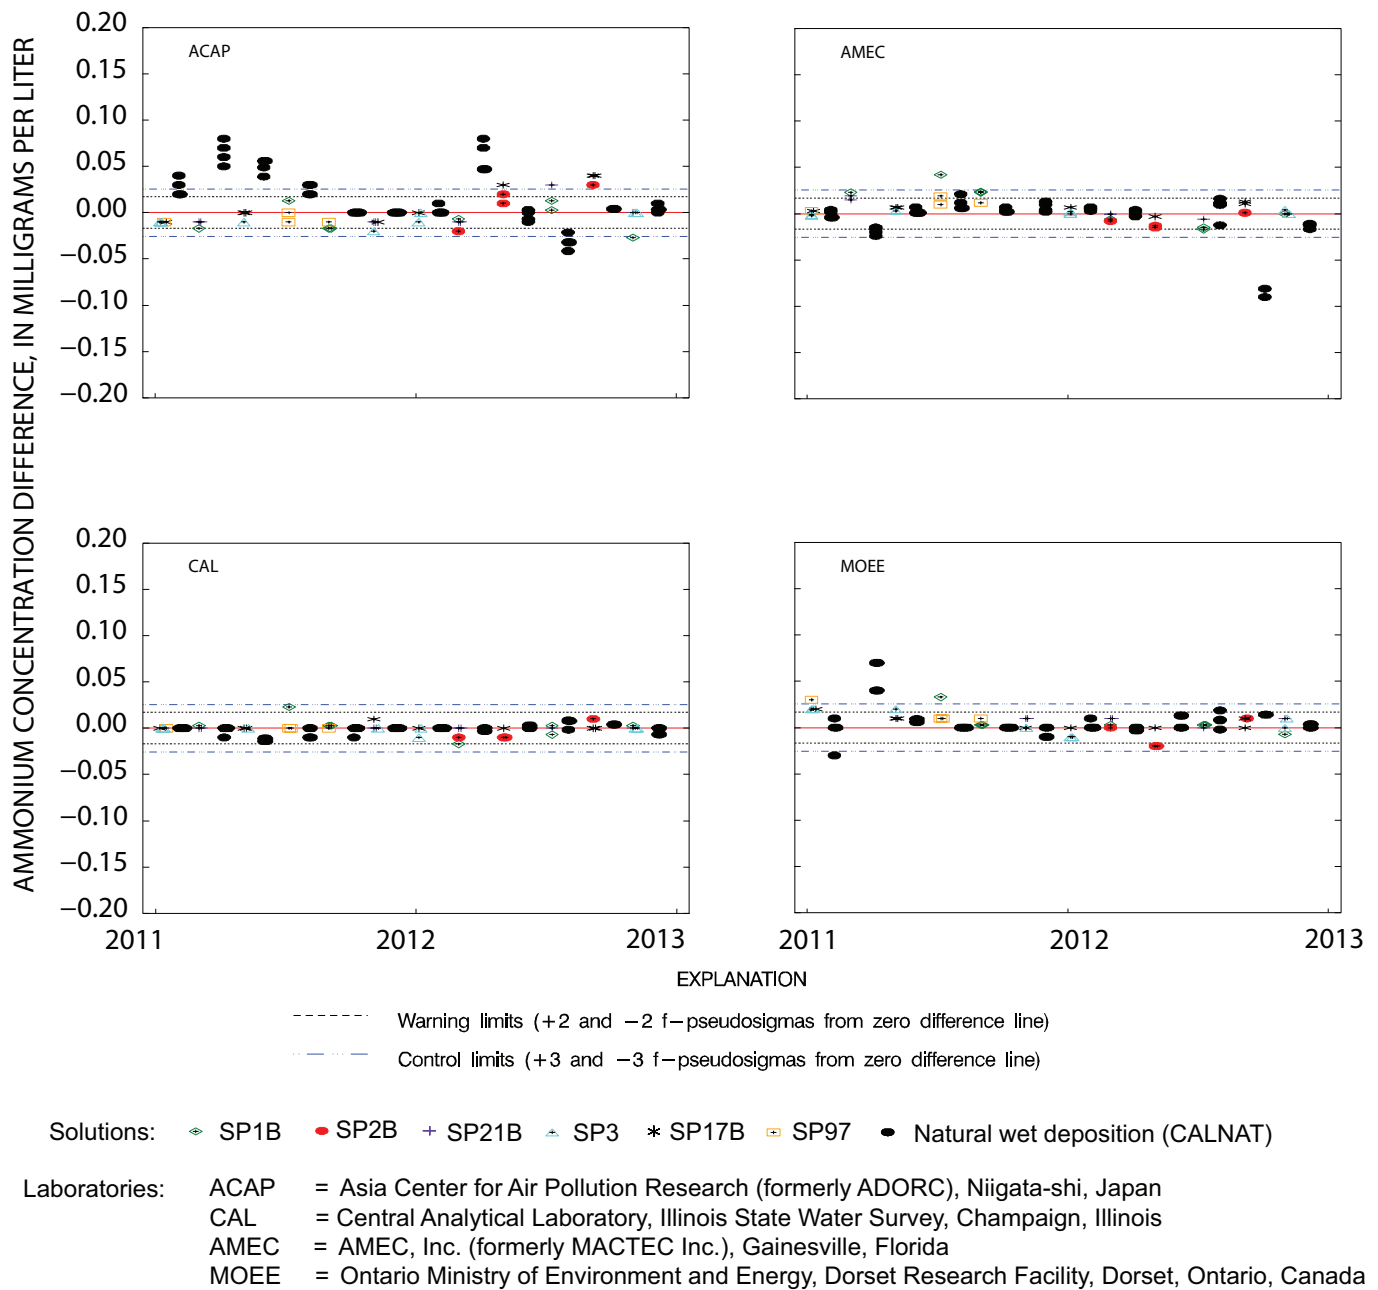 AMMONIUM CONCENTRATION DIFFERENCE, IN MILLIGRAMS PER LITER
0.20
0.15
0.10
0.05
0.00
−0.05
−0.10
−0.15
−0.20
ACAP
AMEC
0.20
0.15
0.10
0.05
0.00
−0.05
−0.10
−0.15
−0.20
CAL
MOEE
2011 2012 2013
2011 2012 2013
EXPLANATION
Warning limits (+2 and −2 f−pseudosigmas from zero difference line)
Control limits (+3 and −3 f−pseudosigmas from zero difference line)
Solutions: SP1B SP2B SP21B SP3 SP17B SP97 Natural wet deposition (CALNAT)
Laboratories: ACAP = Asia Center for Air Pollution Research (formerly ADORC), Niigata-shi, Japan
CAL = Central Analytical Laboratory, Illinois State Water Survey, Champaign, Illinois
AMEC = AMEC, Inc. (formerly MACTEC Inc.), Gainesville, Florida
MOEE = Ontario Ministry of Environment and Energy, Dorset Research Facility, Dorset, Ontario, Canada